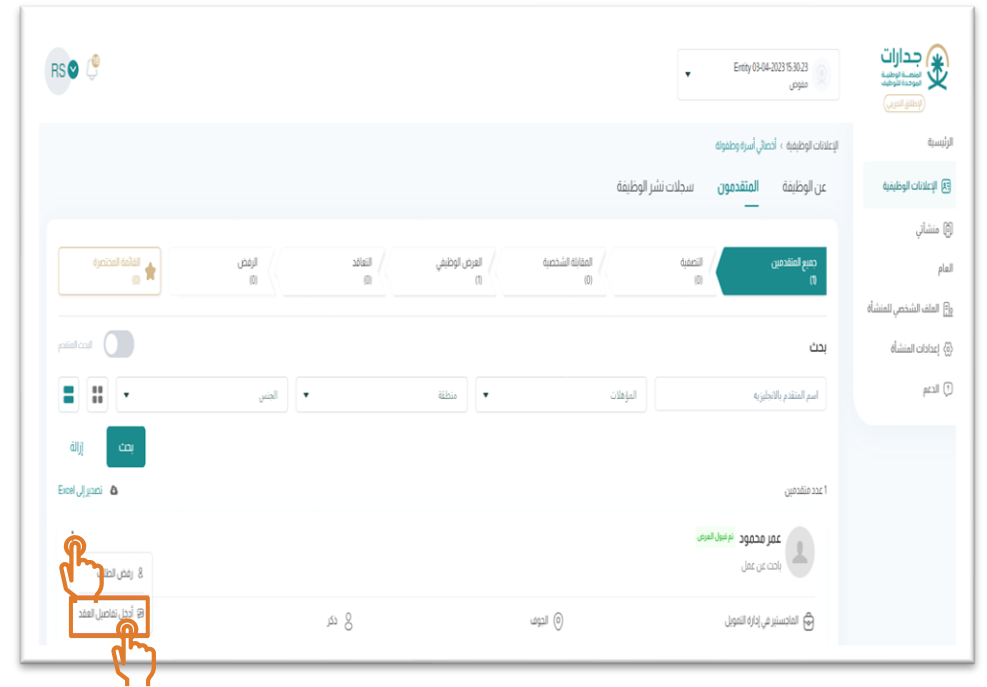 جدارات
المنصة الوطنية
الموحدة للتوظيف
الإطلاق التجريبي
Entity 03-04-2023 15:30:23
مفوض
RS
الرئيسية
الإعلانات الوظيفية
منشأتي
العام
الملف الشخصي للمنشأة
إعدادات المنشأة
الدعم
الإعلانات الوظيفية › أخصائي أسرة وطفولة
عن الوظيفة المتقدمون سجلات نشر الوظيفة
جميع المتقدمين
(1)
التصفية
(0)
المقابلة الشخصية
(0)
العرض الوظيفي
(1)
التعاقد
(0)
الرفض
(0)
القائمة المختصرة
(0)
بحث
البحث المتقدم
اسم المتقدم بالانجليزية
المؤهلات
منطقة
الجنس
بحث
إزالة
1 عدد متقدمين
تصدير إلى Excel
عمر محمود تم قبول العرض
باحث عن عمل
رفض الطلب
أدخل تفاصيل العقد
الماجستير في إدارة التمويل
الجوف
ذكر